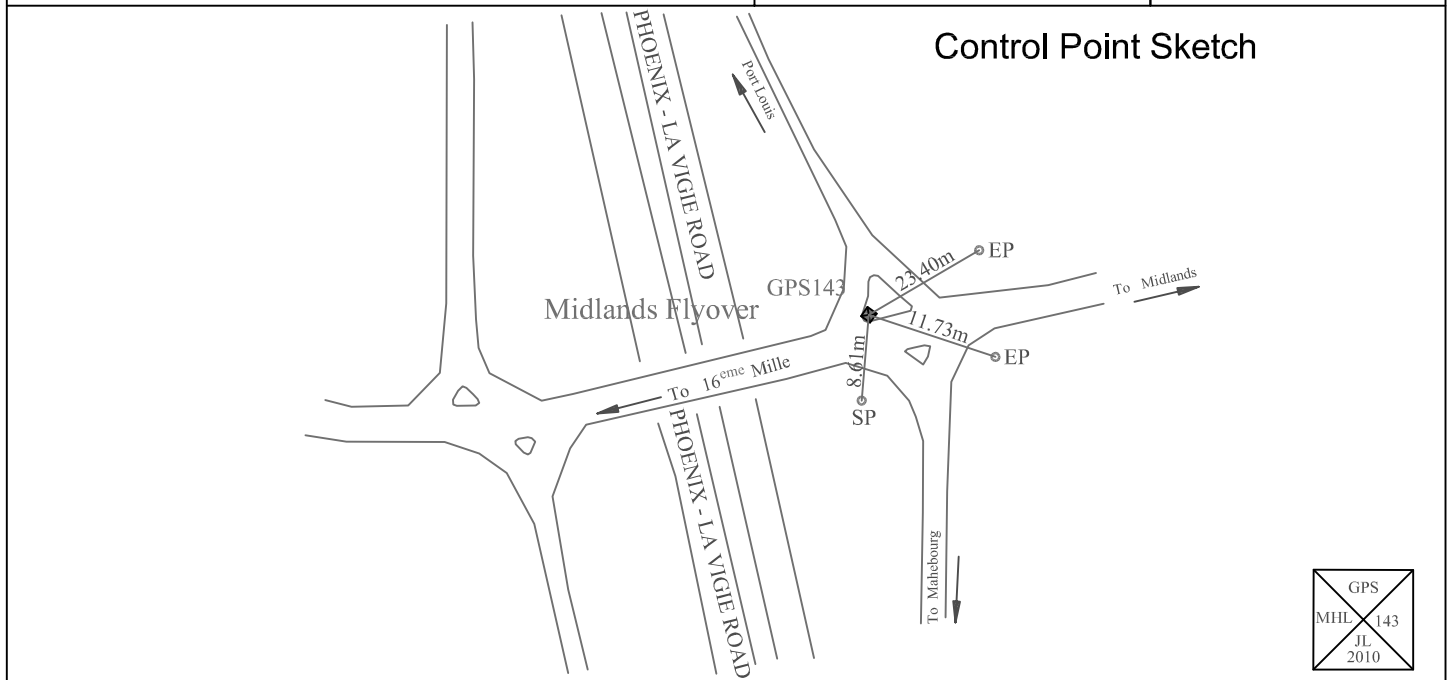 Control Point Sketch
PHOENIX - LA VIGIE ROAD
Port Louis
EP
23.40m
GPS143
To Midlands
Midlands Flyover
11.73m
EP
8.61m
To 16eme Mille
SP
PHOENIX - LA VIGIE ROAD
To Mahebourg
GPS
MHL
143
JL
2010